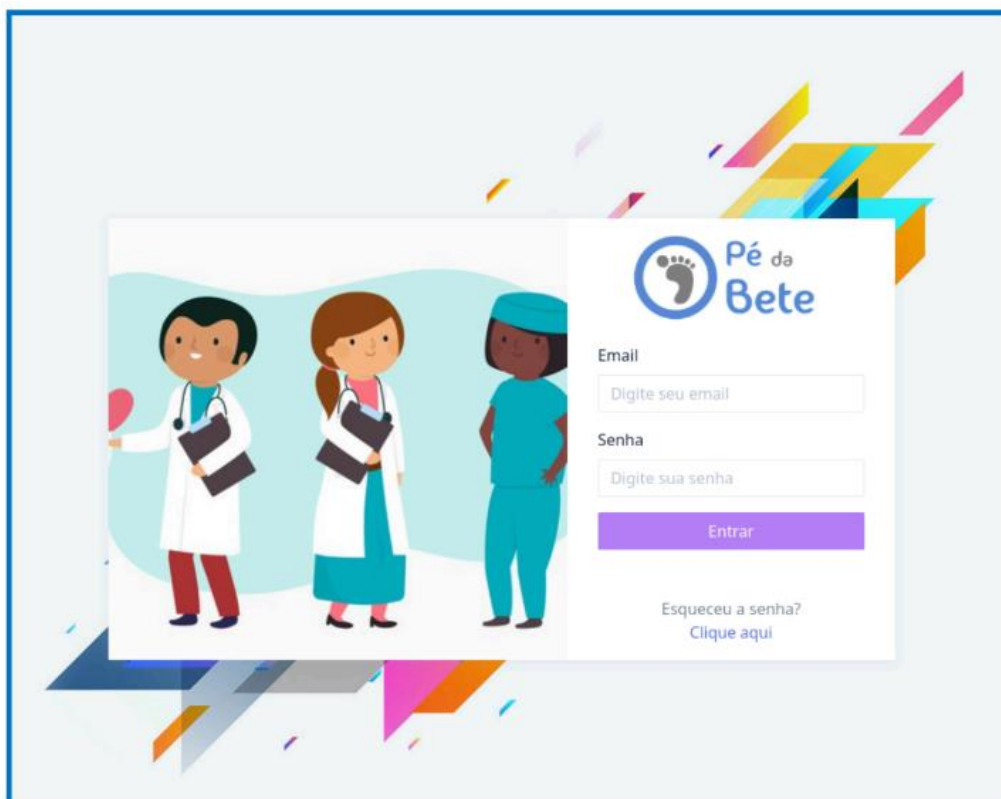 Pé da
Bete
Email
Digite seu email
Senha
Digite sua senha
Entrar
Esqueceu a senha?
Clique aqui